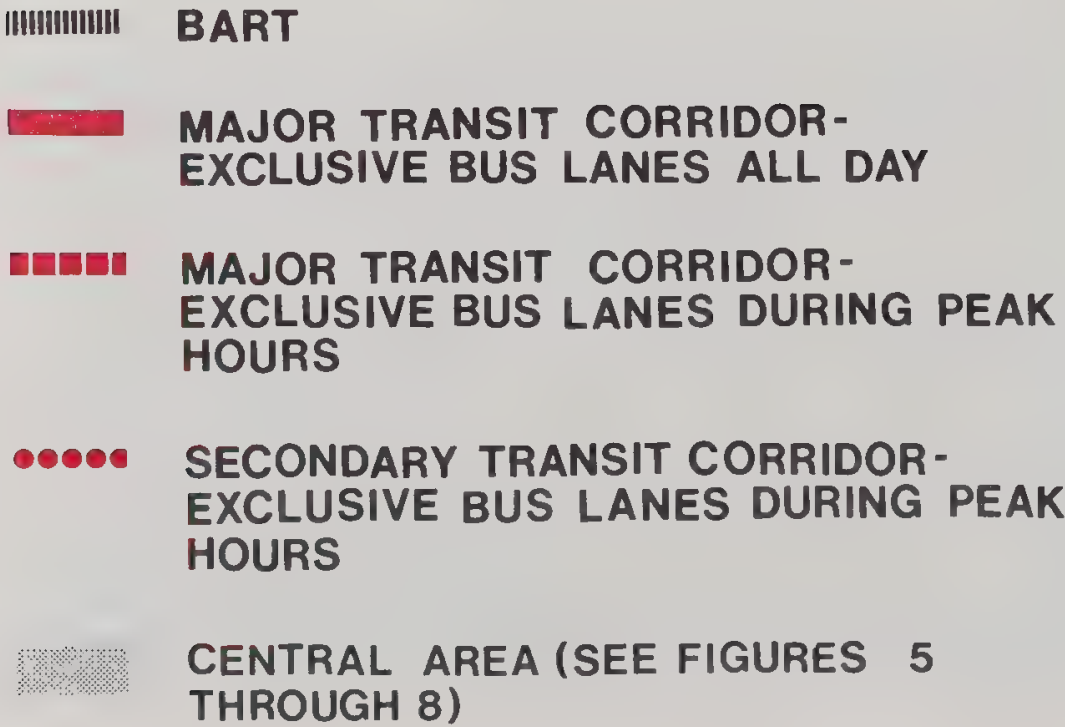 BART
MAJOR TRANSIT CORRIDOR-
EXCLUSIVE BUS LANES ALL DAY
MAJOR TRANSIT CORRIDOR-
EXCLUSIVE BUS LANES DURING PEAK
HOURS
SECONDARY TRANSIT CORRIDOR-
EXCLUSIVE BUS LANES DURING PEAK
HOURS
CENTRAL AREA (SEE FIGURES 5
THROUGH 8)